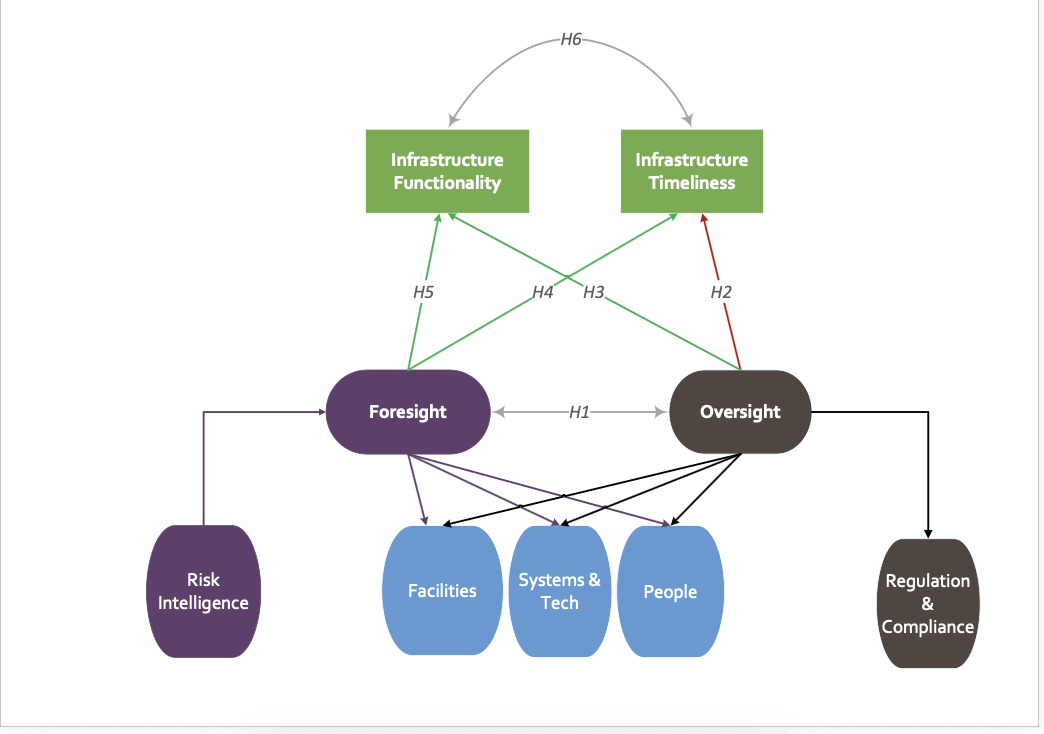 H6
Infrastructure
Functionality
Infrastructure
Timeliness
H5
H4
H3
H2
Foresight
H1
Oversight
Risk
Intelligence
Facilities
Systems &
Tech
People
Regulation
&
Compliance